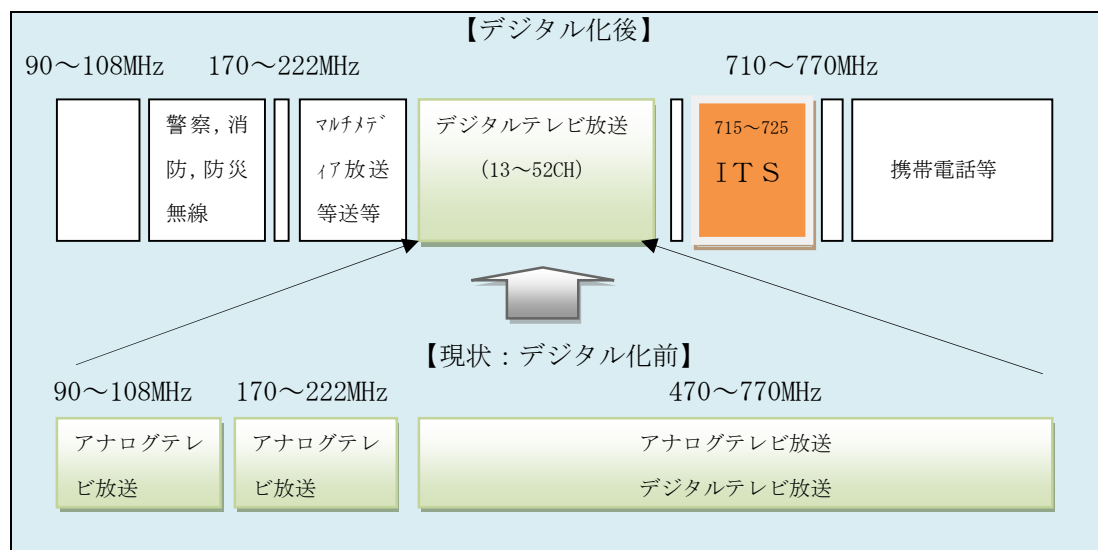 【デジタル化後】
90～108MHz 170～222MHz 710～770MHz
警察,消
防,防災
無線
ﾏﾙﾁﾒﾃﾞ
ｨｱ放送
等送等
デジタルテレビ放送
(13～52CH)
715～725
ＩＴＳ
携帯電話等
【現状：デジタル化前】
90～108MHz 170～222MHz 470～770MHz
アナログテレ
ビ放送
アナログテレ
ビ放送
アナログテレビ放送
デジタルテレビ放送